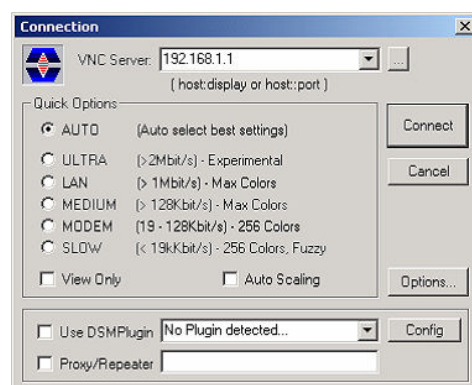 Connection
VNC Server: 192.168.1.1 ...
( host:display or host::port )
Quick Options
AUTO (Auto select best settings)
ULTRA (>2Mbit/s) - Experimental
LAN (> 1Mbit/s) - Max Colors
MEDIUM (> 128Kbit/s) - Max Colors
MODEM (19 - 128Kbit/s) - 256 Colors
SLOW (< 19kKbit/s) - 256 Colors, Fuzzy
View Only Auto Scaling
Connect
Cancel
Options...
Use DSMPlugin No Plugin detected... Config
Proxy/Repeater